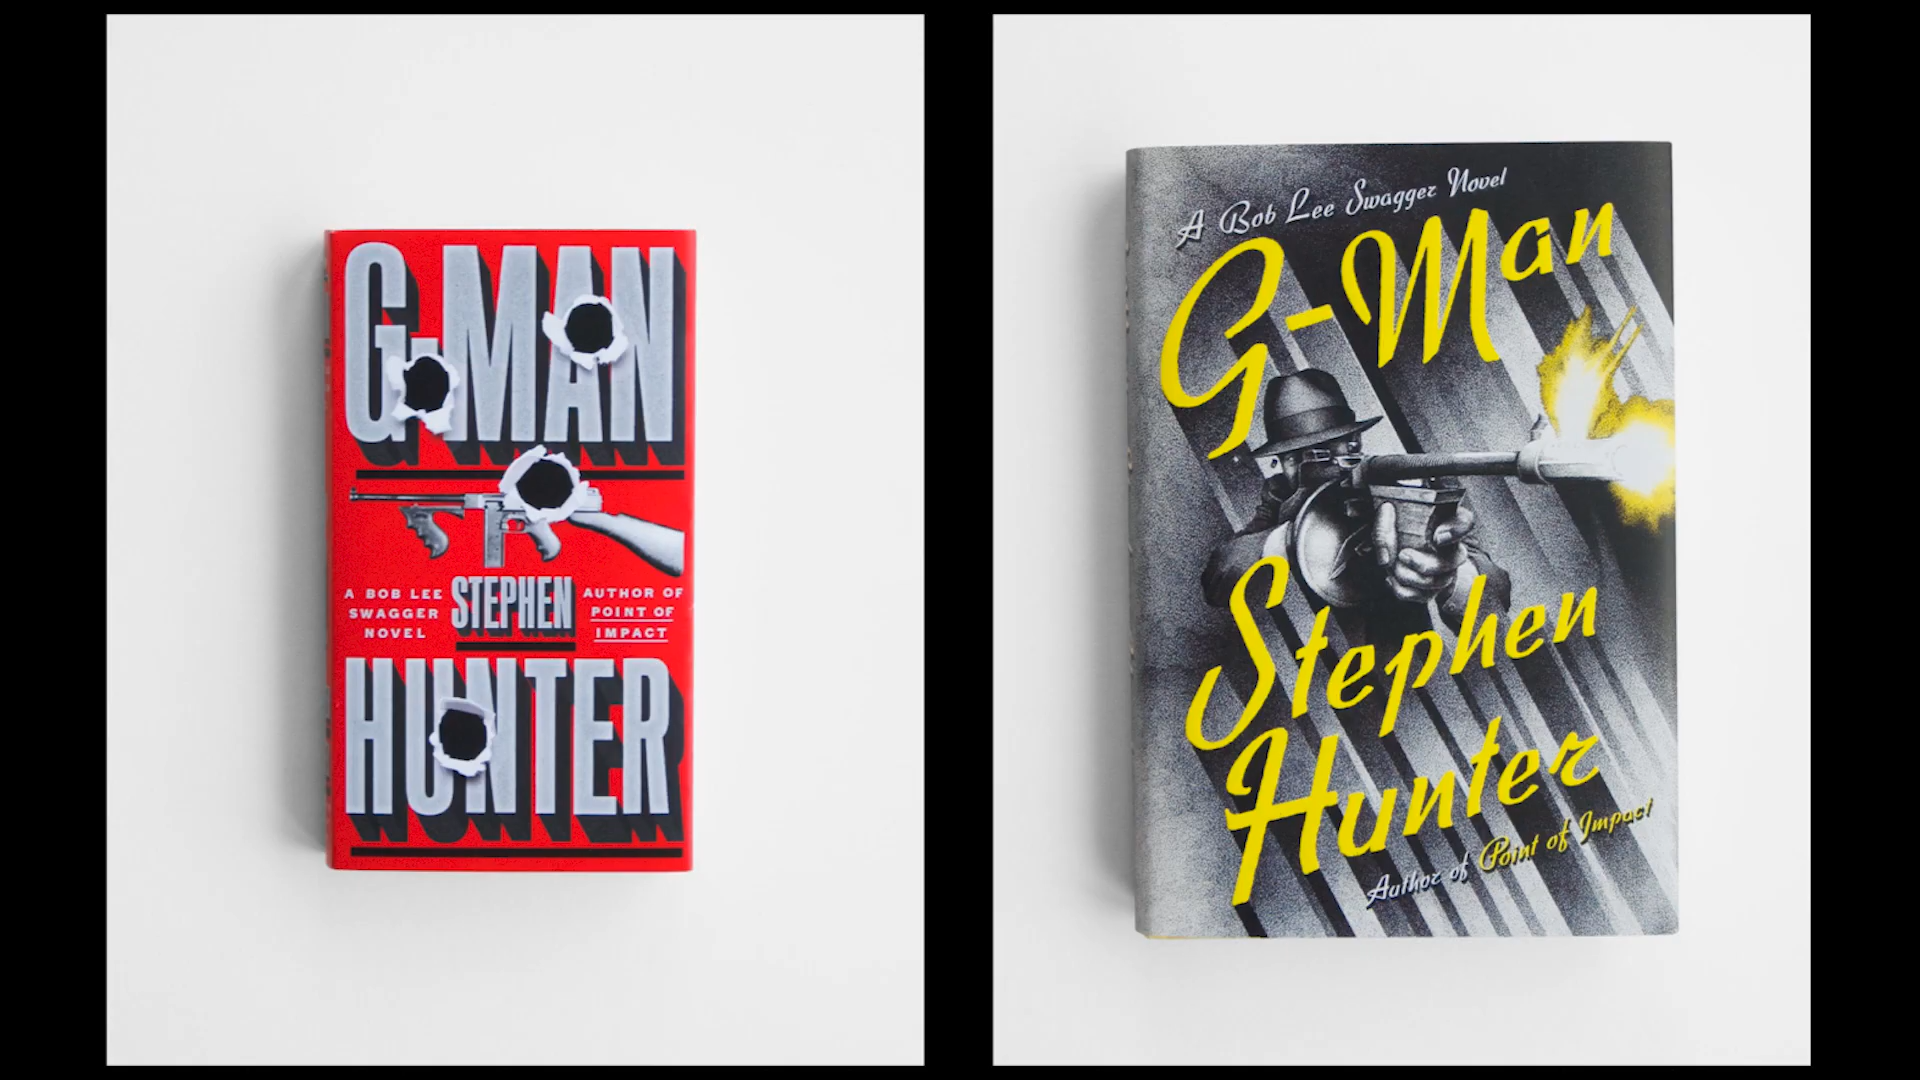 G-MAN
A BOB LEE
SWAGGER
NOVEL
STEPHEN
AUTHOR OF
POINT OF
IMPACT
HUNTER
A Bob Lee Swagger Novel
G-Man
Stephen
Hunter
Author of Point of Impact